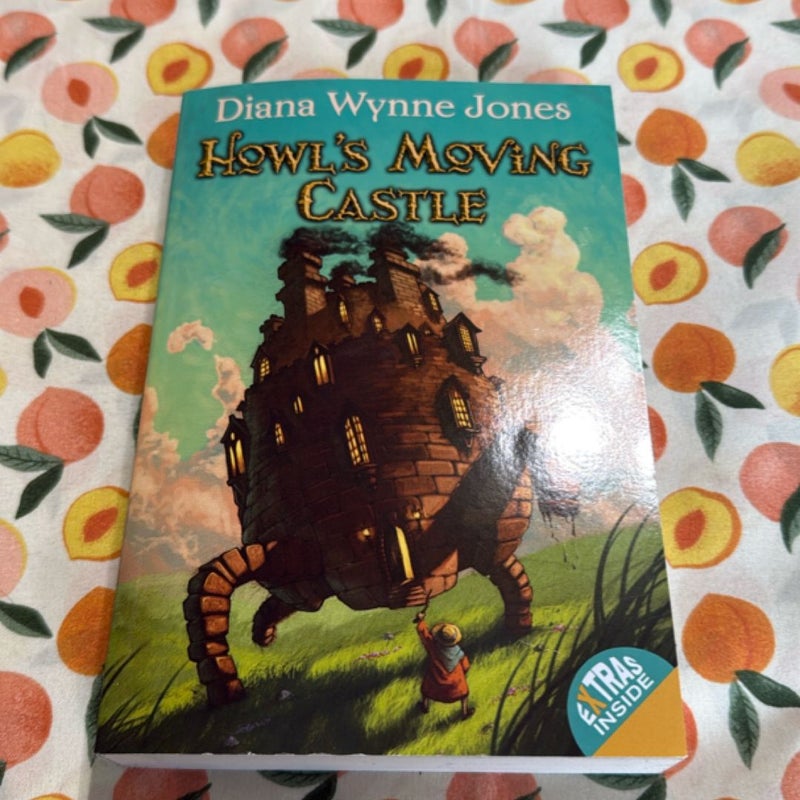 Diana Wynne Jones
HOWL'S MOVING
CASTLE
EXTRAS
INSIDE